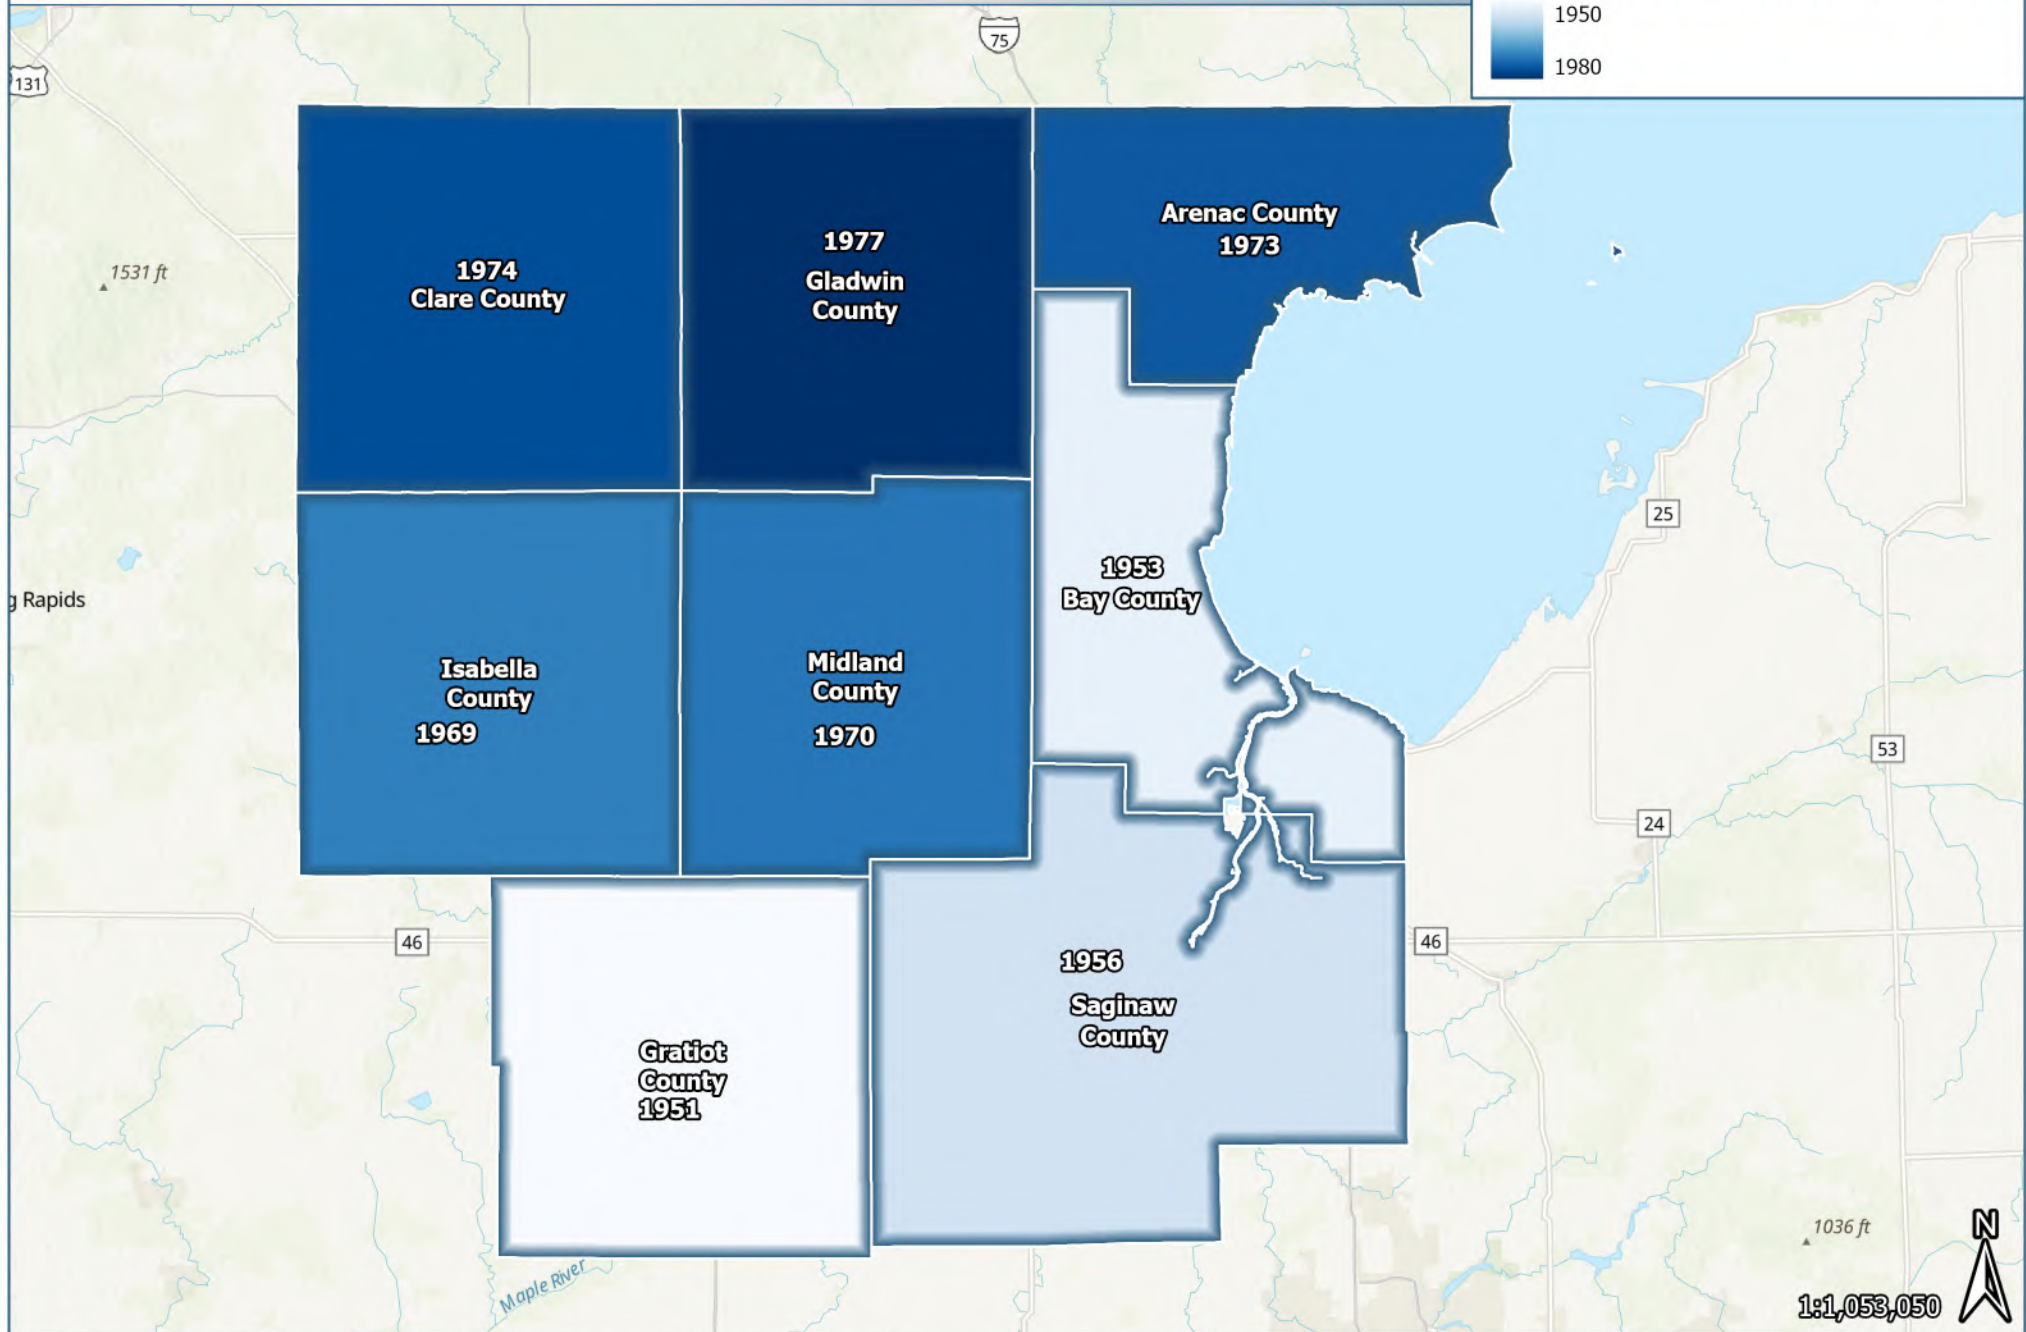 1950
1980
75
131
Arenac County
1973
1977
Gladwin
County
1974
Clare County
1531 ft
25
1953
Bay County
g Rapids
Isabella
County
1969
Midland
County
1970
53
24
46
46
1956
Saginaw
County
Gratiot
County
1951
Maple River
1036 ft
N
1:1,053,050